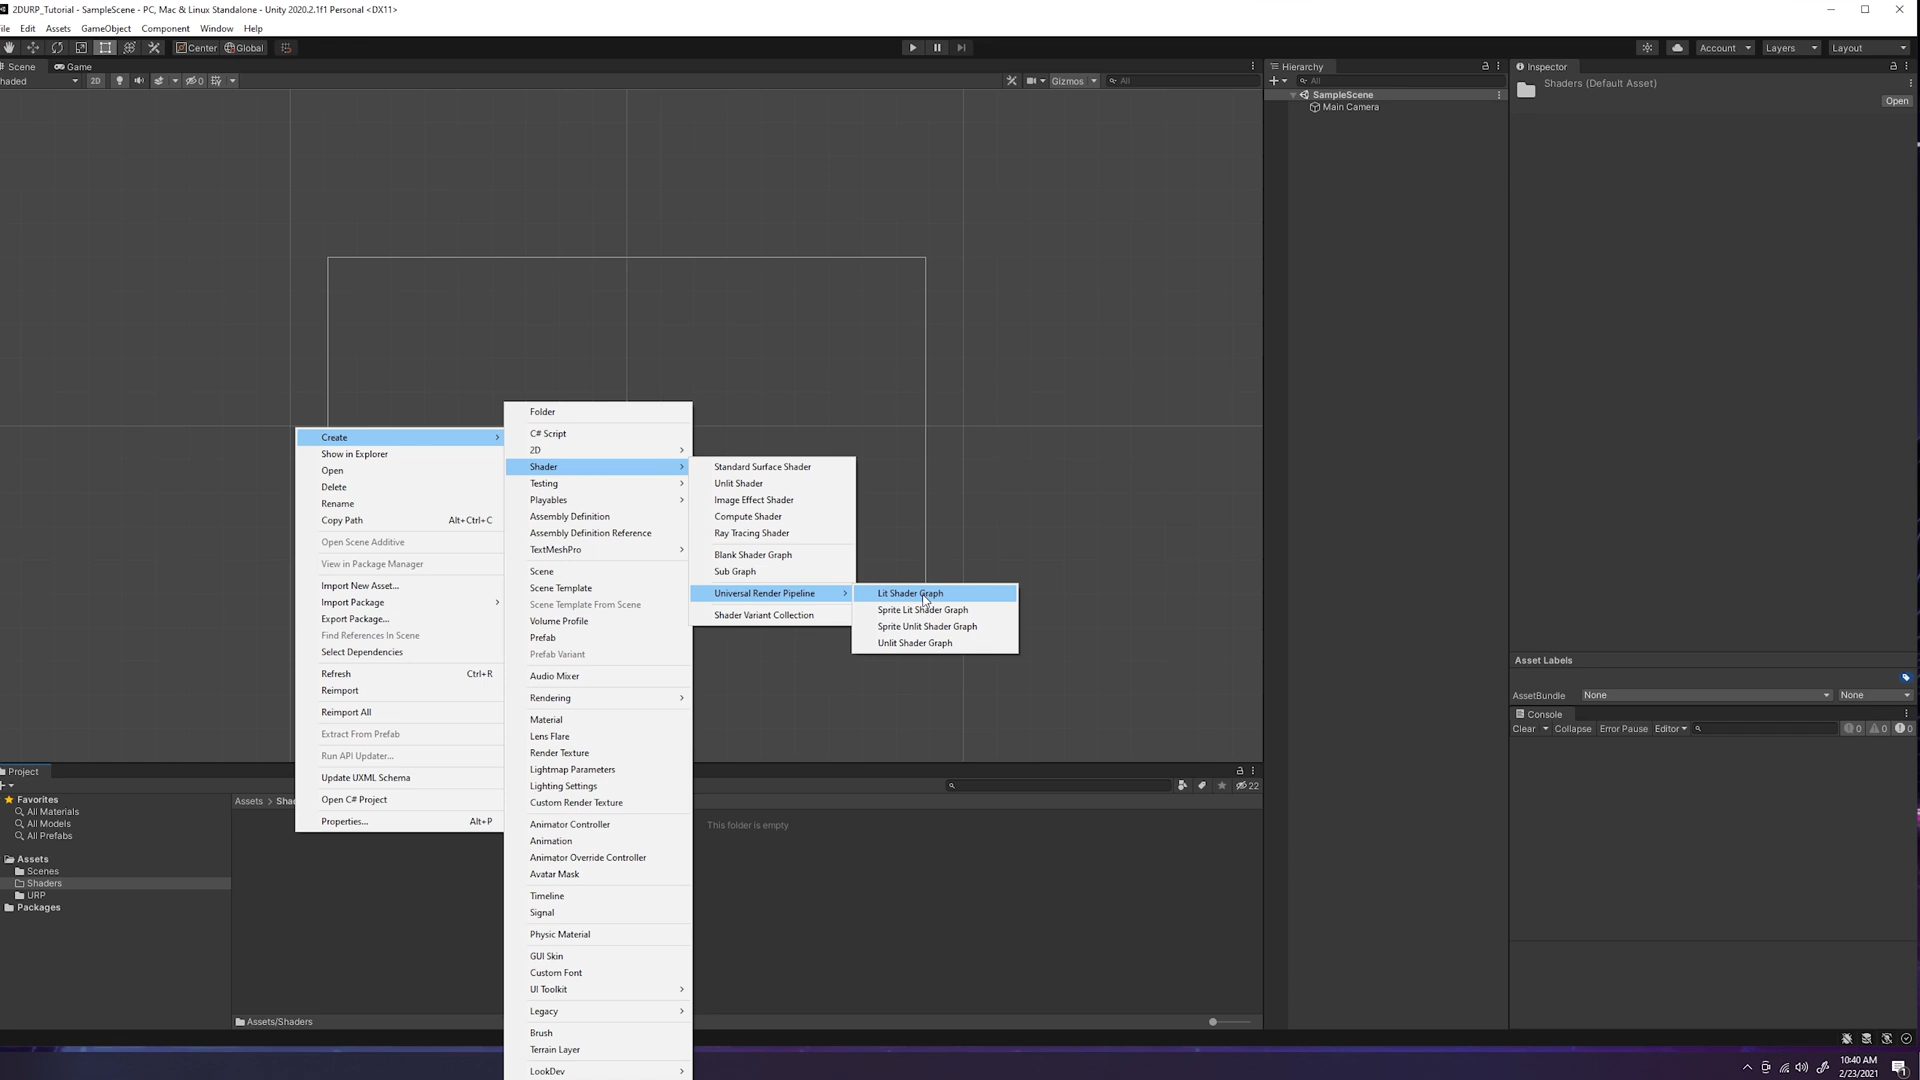 2DURP_Tutorial - SampleScene - PC, Mac & Linux Standalone - Unity 2020.2.1f1 Personal <DX11>
ile Edit Assets GameObject Component Window Help
Center Global
Account Layers Layout
Scene Game
haded 2D 0 Gizmos All
Hierarchy
All
SampleScene
Main Camera
Inspector
Shaders (Default Asset)
Open
Asset Labels
AssetBundle None None
Console
Clear Collapse Error Pause Editor 0 0 0
Create
Show in Explorer
Open
Delete
Rename
Copy Path Alt+Ctrl+C
Open Scene Additive
View in Package Manager
Import New Asset...
Import Package
Export Package...
Find References In Scene
Select Dependencies
Refresh Ctrl+R
Reimport
Reimport All
Extract From Prefab
Run API Updater...
Update UXML Schema
Open C# Project
Properties... Alt+P
Folder
C# Script
2D
Shader
Testing
Playables
Assembly Definition
Assembly Definition Reference
TextMeshPro
Scene
Scene Template
Scene Template From Scene
Volume Profile
Prefab
Prefab Variant
Audio Mixer
Rendering
Material
Lens Flare
Render Texture
Lightmap Parameters
Lighting Settings
Custom Render Texture
Animator Controller
Animation
Animator Override Controller
Avatar Mask
Timeline
Signal
Physic Material
GUI Skin
Custom Font
UI Toolkit
Legacy
Brush
Terrain Layer
LookDev
Standard Surface Shader
Unlit Shader
Image Effect Shader
Compute Shader
Ray Tracing Shader
Blank Shader Graph
Sub Graph
Universal Render Pipeline
Shader Variant Collection
Lit Shader Graph
Sprite Lit Shader Graph
Sprite Unlit Shader Graph
Unlit Shader Graph
Project
22
Favorites
All Materials
All Models
All Prefabs
Assets
Scenes
Shaders
URP
Packages
Assets > Sha
This folder is empty
Assets/Shaders
10:40 AM
2/23/2021
1